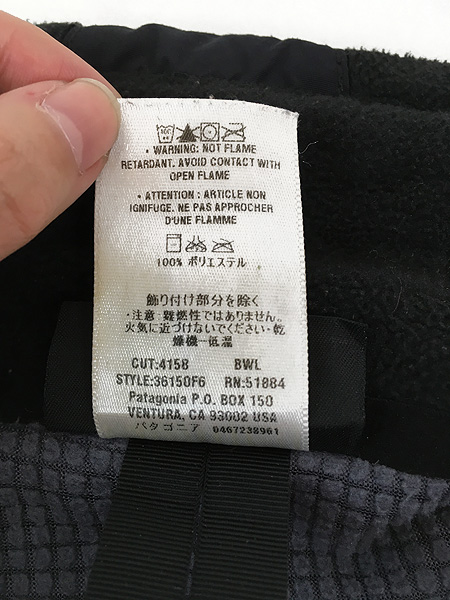 • WARNING: NOT FLAME
RETARDANT. AVOID CONTACT WITH
OPEN FLAME
• ATTENTION : ARTICLE NON
IGNIFUGE. NE PAS APPROCHER
D'UNE FLAMME
100% ポリエステル
飾り付け部分を除く
・注意：難燃性ではありません。
火気に近づけないでください・乾
燥機-低温
CUT:4158 BWL
STYLE:36150F6 RN:51884
Patagonia P.O. BOX 150
VENTURA, CA 93002 USA
パタゴニア 0467238961